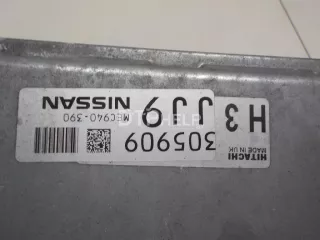 NISSAN
MEC940-390
JJ9
H3
305909
HITACHI
MADE IN UK